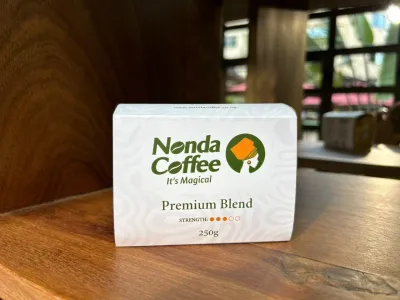 Nonda
Coffee
It's Magical
Premium Blend
STRENGTH:
250g